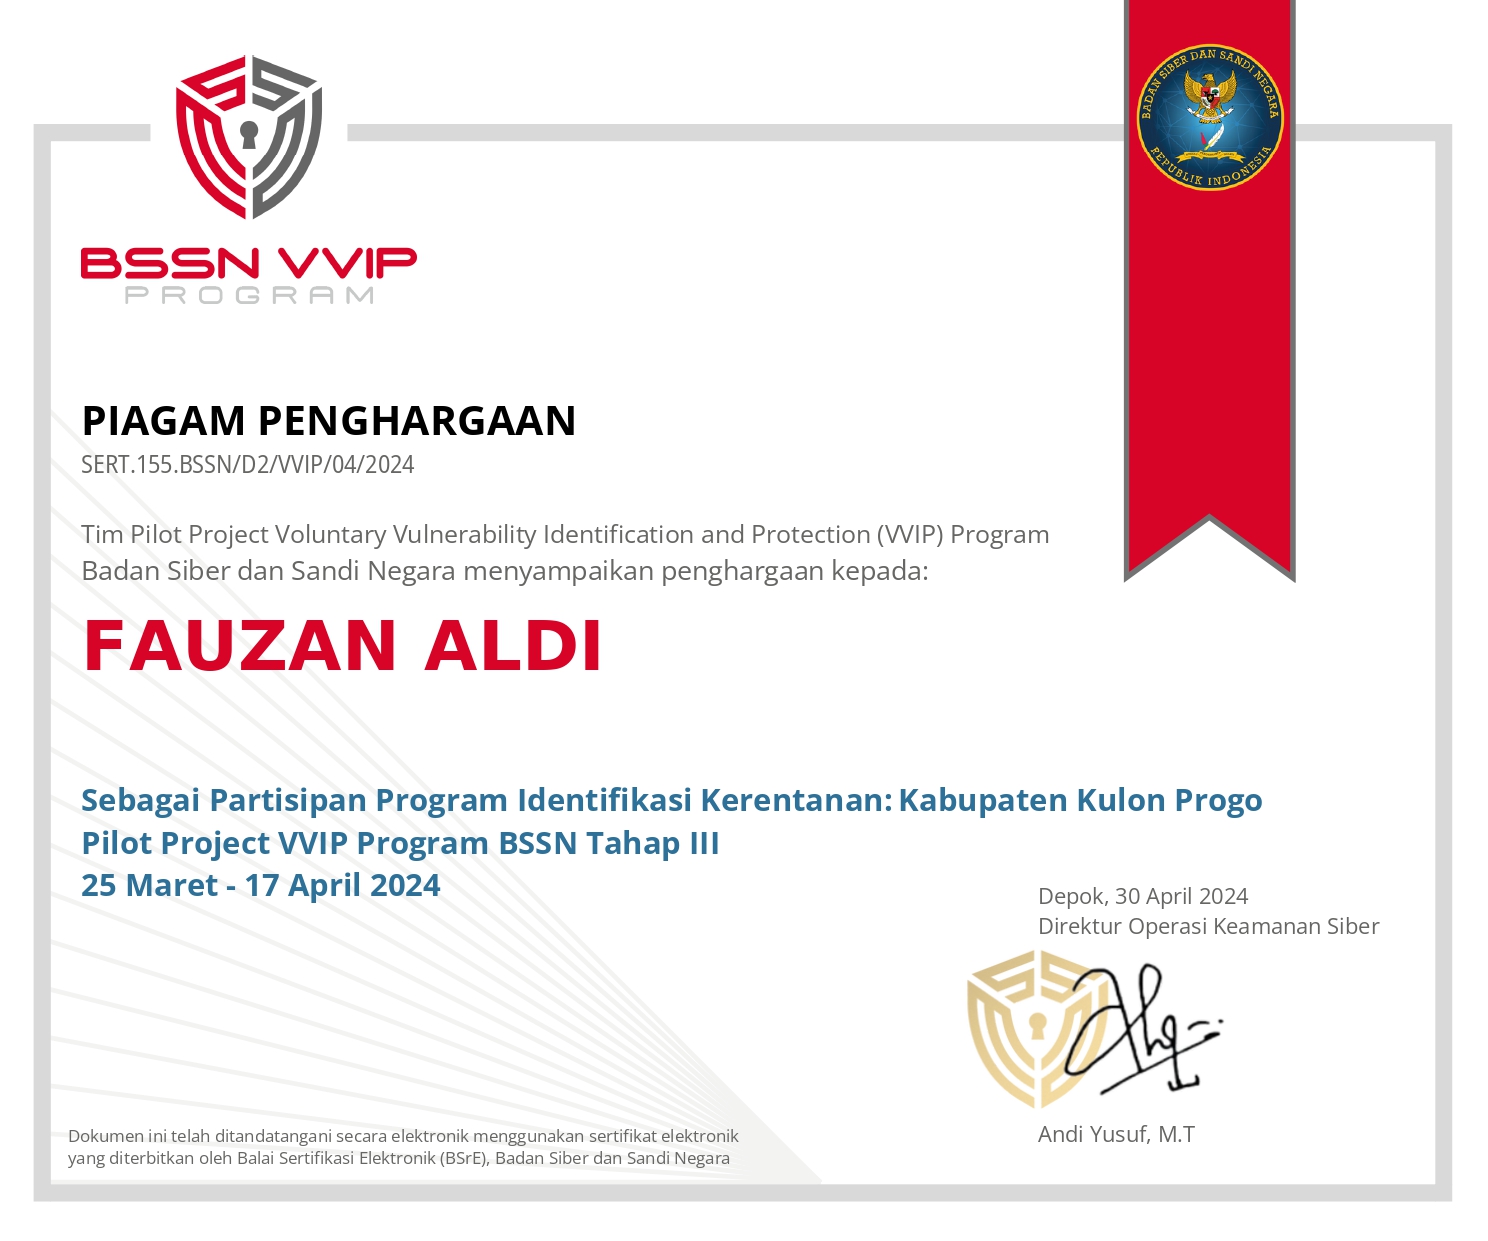 BSSN VVIP
PROGRAM
BADAN SIBER DAN SANDI NEGARA
REPUBLIK INDONESIA
PIAGAM PENGHARGAAN
SERT.155.BSSN/D2/VVIP/04/2024
Tim Pilot Project Voluntary Vulnerability Identification and Protection (VVIP) Program
Badan Siber dan Sandi Negara menyampaikan penghargaan kepada:
FAUZAN ALDI
Sebagai Partisipan Program Identifikasi Kerentanan: Kabupaten Kulon Progo
Pilot Project VVIP Program BSSN Tahap III
25 Maret - 17 April 2024
Depok, 30 April 2024
Direktur Operasi Keamanan Siber
Andi Yusuf, M.T
Dokumen ini telah ditandatangani secara elektronik menggunakan sertifikat elektronik
yang diterbitkan oleh Balai Sertifikasi Elektronik (BSrE), Badan Siber dan Sandi Negara